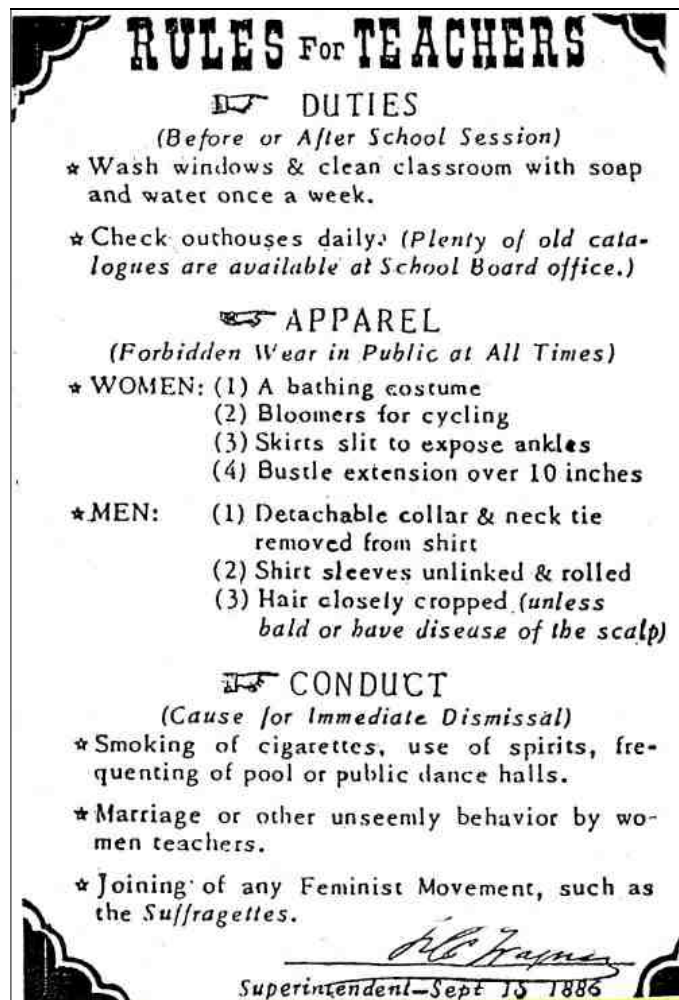 RULES For TEACHERS
DUTIES
(Before or After School Session)
Wash windows & clean classroom with soap
and water once a week.
Check outhouses daily. (Plenty of old cata-
logues are available at School Board office.)
APPAREL
(Forbidden Wear in Public at All Times)
WOMEN: (1) A bathing costume
(2) Bloomers for cycling
(3) Skirts slit to expose ankles
(4) Bustle extension over 10 inches
MEN: (1) Detachable collar & neck tie
removed from shirt
(2) Shirt sleeves unlinked & rolled
(3) Hair closely cropped (unless
bald or have disease of the scalp)
CONDUCT
(Cause for Immediate Dismissal)
Smoking of cigarettes, use of spirits, fre-
quenting of pool or public dance halls.
Marriage or other unseemly behavior by wo-
men teachers.
Joining of any Feminist Movement, such as
the Suffragettes.
Superintendent—Sept 15 1886